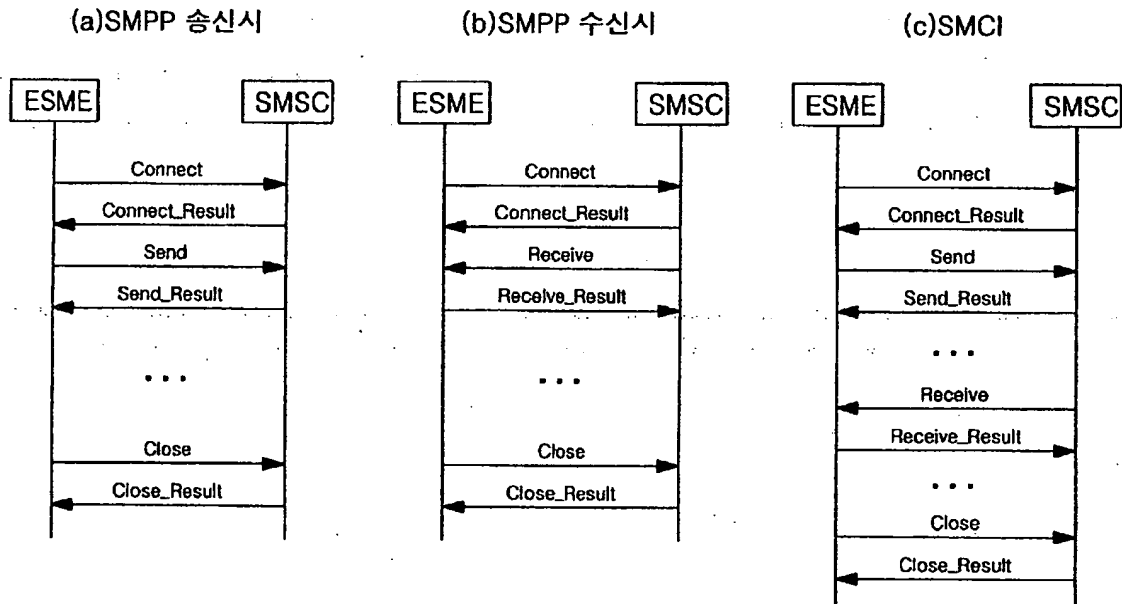 (a)SMPP 송신시
ESME
SMSC
Connect
Connect_Result
Send
Send_Result
...
Close
Close_Result
(b)SMPP 수신시
ESME
SMSC
Connect
Connect_Result
Receive
Receive_Result
...
Close
Close_Result
(c)SMCI
ESME
SMSC
Connect
Connect_Result
Send
Send_Result
...
Receive
Receive_Result
...
Close
Close_Result